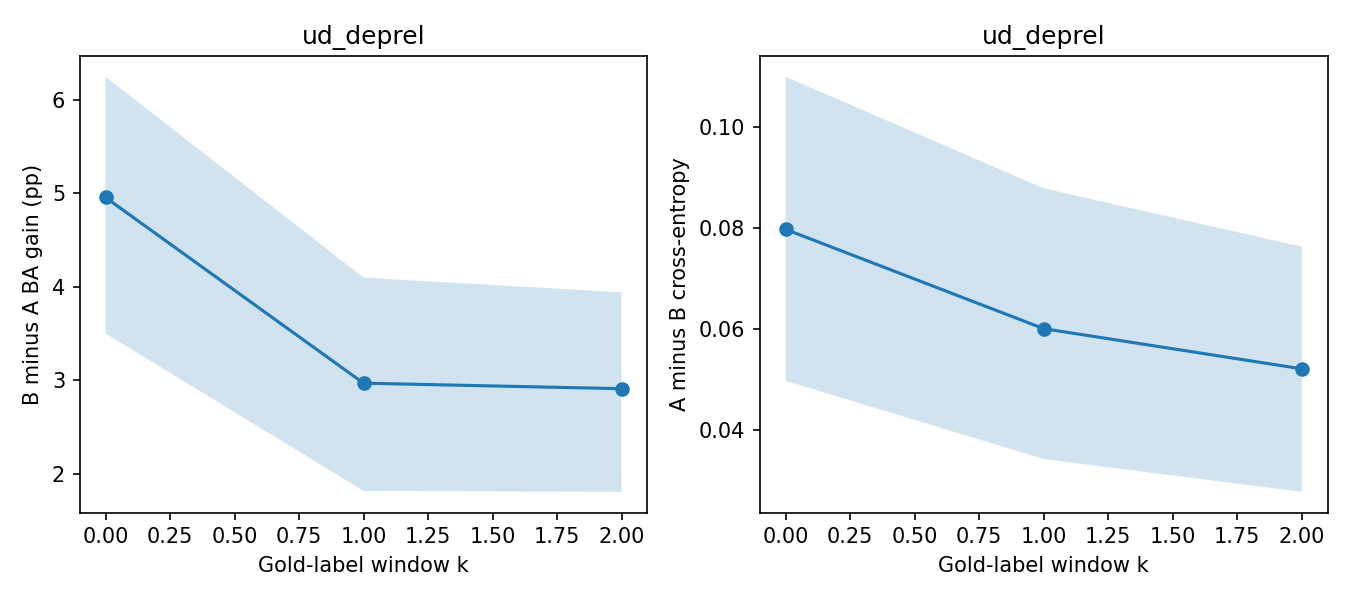 ud_deprel
B minus A BA gain (pp)
6
5
4
3
2
0.00 0.25 0.50 0.75 1.00 1.25 1.50 1.75 2.00
Gold-label window k
ud_deprel
A minus B cross-entropy
0.10
0.08
0.06
0.04
0.00 0.25 0.50 0.75 1.00 1.25 1.50 1.75 2.00
Gold-label window k